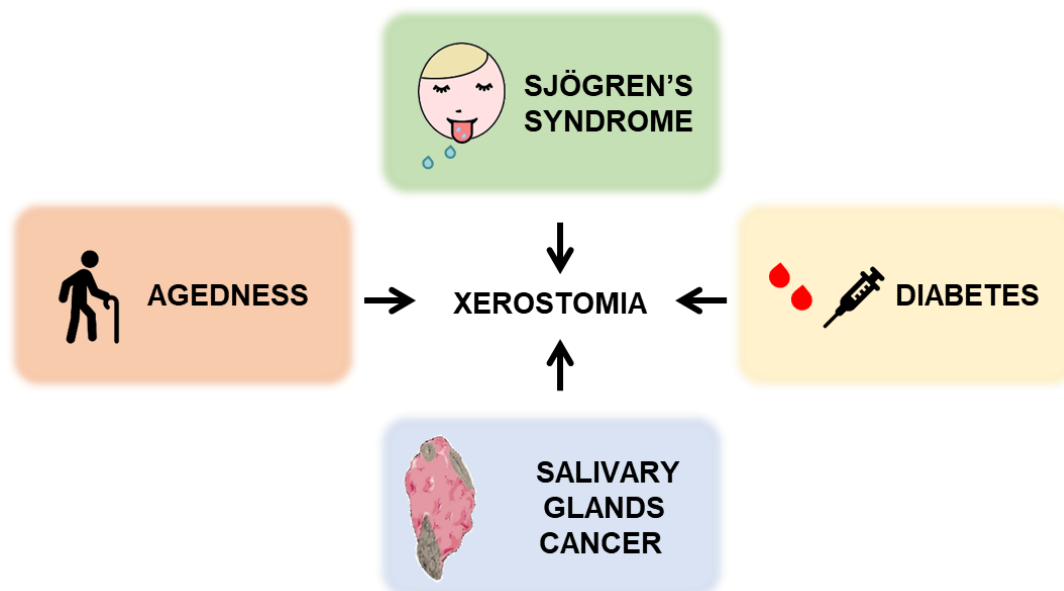 SJÖGREN'S
SYNDROME
AGEDNESS
XEROSTOMIA
DIABETES
SALIVARY
GLANDS
CANCER